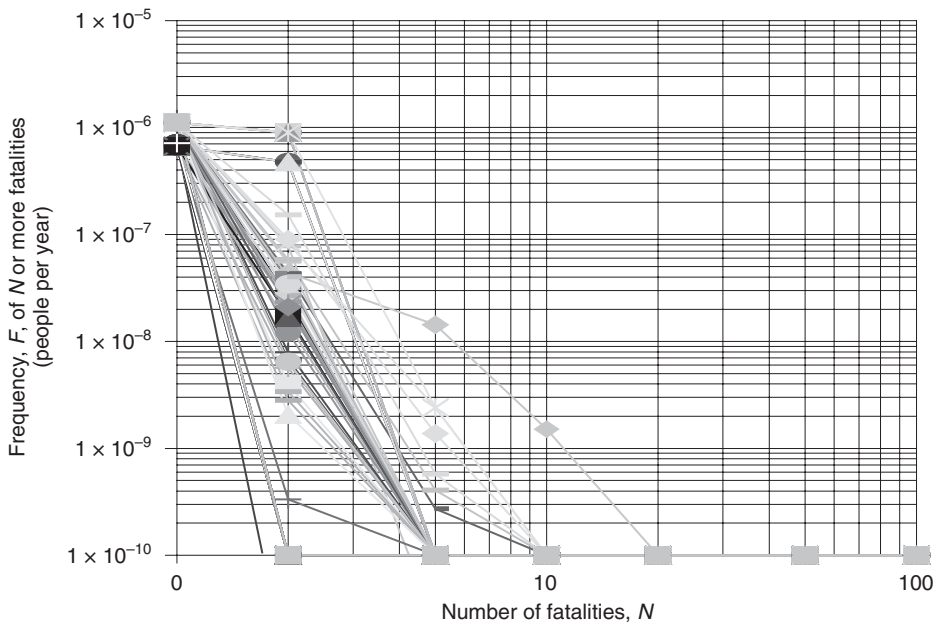 1 × 10⁻⁵
1 × 10⁻⁶
1 × 10⁻⁷
1 × 10⁻⁸
1 × 10⁻⁹
1 × 10⁻¹⁰
Frequency, F, of N or more fatalities
(people per year)
0
10
100
Number of fatalities, N